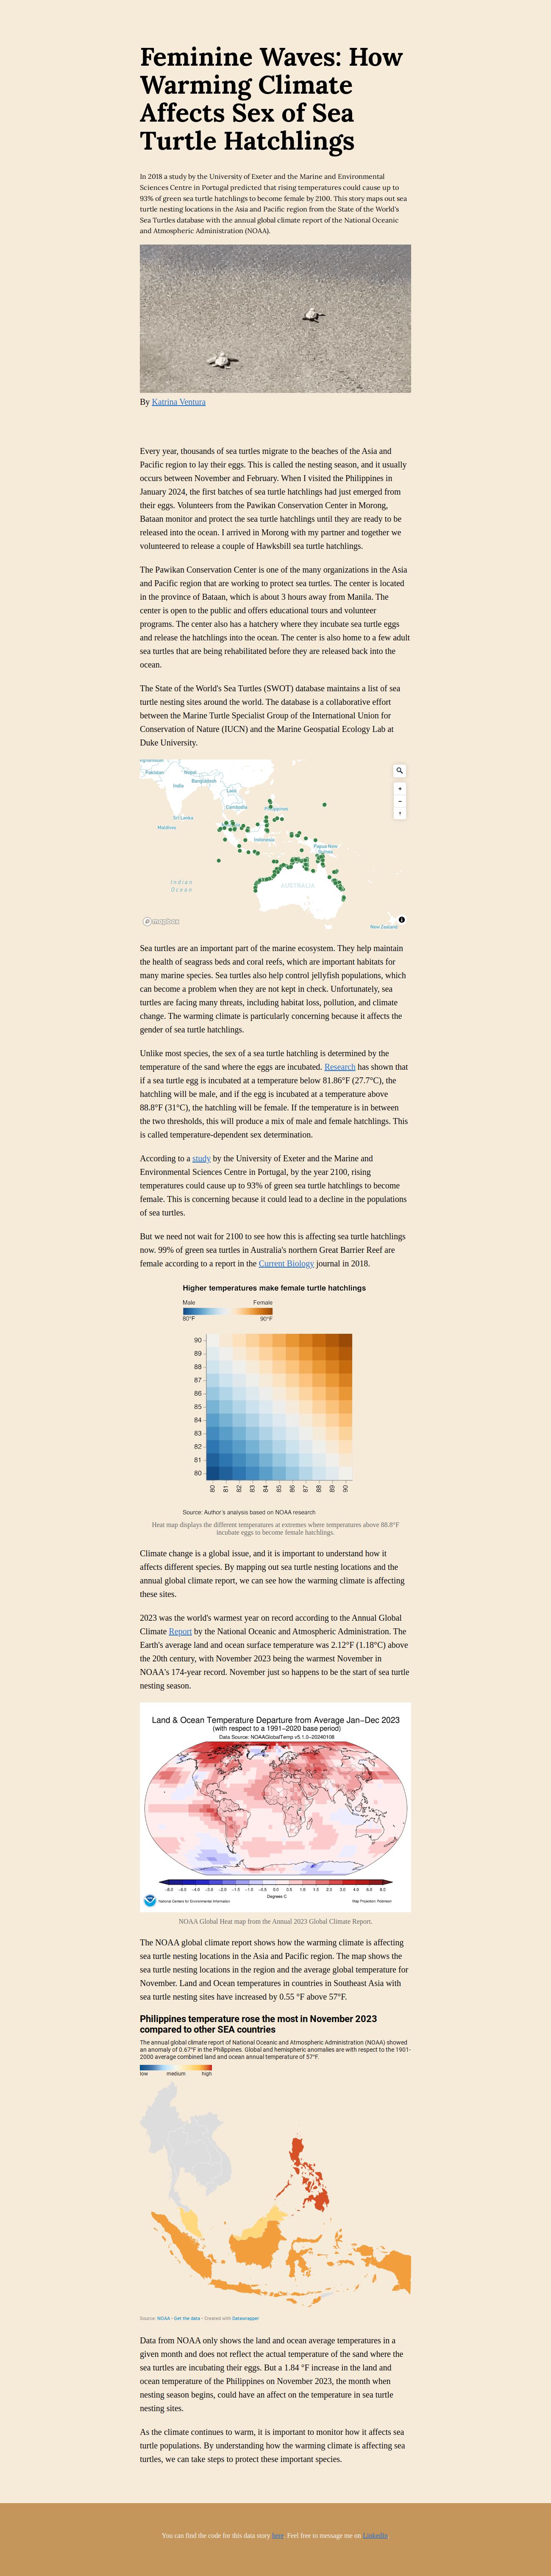 Feminine Waves: How
Warming Climate
Affects Sex of Sea
Turtle Hatchlings
In 2018 a study by the University of Exeter and the Marine and Environmental
Sciences Centre in Portugal predicted that rising temperatures could cause up to
93% of green sea turtle hatchlings to become female by 2100. This story maps out sea
turtle nesting locations in the Asia and Pacific region from the State of the World's
Sea Turtles database with the annual global climate report of the National Oceanic
and Atmospheric Administration (NOAA).
By Katrina Ventura
Every year, thousands of sea turtles migrate to the beaches of the Asia and
Pacific region to lay their eggs. This is called the nesting season, and it usually
occurs between November and February. When I visited the Philippines in
January 2024, the first batches of sea turtle hatchlings had just emerged from
their eggs. Volunteers from the Pawikan Conservation Center in Morong,
Bataan monitor and protect the sea turtle hatchlings until they are ready to be
released into the ocean. I arrived in Morong with my partner and together we
volunteered to release a couple of Hawksbill sea turtle hatchlings.
The Pawikan Conservation Center is one of the many organizations in the Asia
and Pacific region that are working to protect sea turtles. The center is located
in the province of Bataan, which is about 3 hours away from Manila. The
center is open to the public and offers educational tours and volunteer
programs. The center also has a hatchery where they incubate sea turtle eggs
and release the hatchlings into the ocean. The center is also home to a few adult
sea turtles that are being rehabilitated before they are released back into the
ocean.
The State of the World's Sea Turtles (SWOT) database maintains a list of sea
turtle nesting sites around the world. The database is a collaborative effort
between the Marine Turtle Specialist Group of the International Union for
Conservation of Nature (IUCN) and the Marine Geospatial Ecology Lab at
Duke University.
Pakistan
Nepal
Bangladesh
India
Laos
Cambodia
Philippines
Sri Lanka
Maldives
Indonesia
Papua New
Guinea
Indian
Ocean
AUSTRALIA
mapbox
New Zealand
Sea turtles are an important part of the marine ecosystem. They help maintain
the health of seagrass beds and coral reefs, which are important habitats for
many marine species. Sea turtles also help control jellyfish populations, which
can become a problem when they are not kept in check. Unfortunately, sea
turtles are facing many threats, including habitat loss, pollution, and climate
change. The warming climate is particularly concerning because it affects the
gender of sea turtle hatchlings.
Unlike most species, the sex of a sea turtle hatchling is determined by the
temperature of the sand where the eggs are incubated. Research has shown that
if a sea turtle egg is incubated at a temperature below 81.86°F (27.7°C), the
hatchling will be male, and if the egg is incubated at a temperature above
88.8°F (31°C), the hatchling will be female. If the temperature is in between
the two thresholds, this will produce a mix of male and female hatchlings. This
is called temperature-dependent sex determination.
According to a study by the University of Exeter and the Marine and
Environmental Sciences Centre in Portugal, by the year 2100, rising
temperatures could cause up to 93% of green sea turtle hatchlings to become
female. This is concerning because it could lead to a decline in the populations
of sea turtles.
But we need not wait for 2100 to see how this is affecting sea turtle hatchlings
now. 99% of green sea turtles in Australia's northern Great Barrier Reef are
female according to a report in the Current Biology journal in 2018.
Higher temperatures make female turtle hatchlings
Male Female
80°F 90°F
90
89
88
87
86
85
84
83
82
81
80
80 81 82 83 84 85 86 87 88 89 90
Source: Author's analysis based on NOAA research
Heat map displays the different temperatures at extremes where temperatures above 88.8°F
incubate eggs to become female hatchlings.
Climate change is a global issue, and it is important to understand how it
affects different species. By mapping out sea turtle nesting locations and the
annual global climate report, we can see how the warming climate is affecting
these sites.
2023 was the world's warmest year on record according to the Annual Global
Climate Report by the National Oceanic and Atmospheric Administration. The
Earth's average land and ocean surface temperature was 2.12°F (1.18°C) above
the 20th century, with November 2023 being the warmest November in
NOAA's 174-year record. November just so happens to be the start of sea turtle
nesting season.
Land & Ocean Temperature Departure from Average Jan–Dec 2023
(with respect to a 1991–2020 base period)
Data Source: NOAAGlobalTemp v5.1.0–20240108
-8.0 -6.0 -4.0 -3.0 -2.0 -1.5 -1.0 -0.5 0.0 0.5 1.0 1.5 2.0 3.0 4.0 6.0 8.0
Degrees C
National Centers for Environmental Information
Map Projection: Robinson
NOAA Global Heat map from the Annual 2023 Global Climate Report.
The NOAA global climate report shows how the warming climate is affecting
sea turtle nesting locations in the Asia and Pacific region. The map shows the
sea turtle nesting locations in the region and the average global temperature for
November. Land and Ocean temperatures in countries in Southeast Asia with
sea turtle nesting sites have increased by 0.55 °F above 57°F.
Philippines temperature rose the most in November 2023
compared to other SEA countries
The annual global climate report of National Oceanic and Atmospheric Administration (NOAA) showed
an anomaly of 0.67°F in the Philippines. Global and hemispheric anomalies are with respect to the 1901-
2000 average combined land and ocean annual temperature of 57°F.
low medium high
Source: NOAA • Get the data • Created with Datawrapper
Data from NOAA only shows the land and ocean average temperatures in a
given month and does not reflect the actual temperature of the sand where the
sea turtles are incubating their eggs. But a 1.84 °F increase in the land and
ocean temperature of the Philippines on November 2023, the month when
nesting season begins, could have an affect on the temperature in sea turtle
nesting sites.
As the climate continues to warm, it is important to monitor how it affects sea
turtle populations. By understanding how the warming climate is affecting sea
turtles, we can take steps to protect these important species.
You can find the code for this data story here. Feel free to message me on LinkedIn.